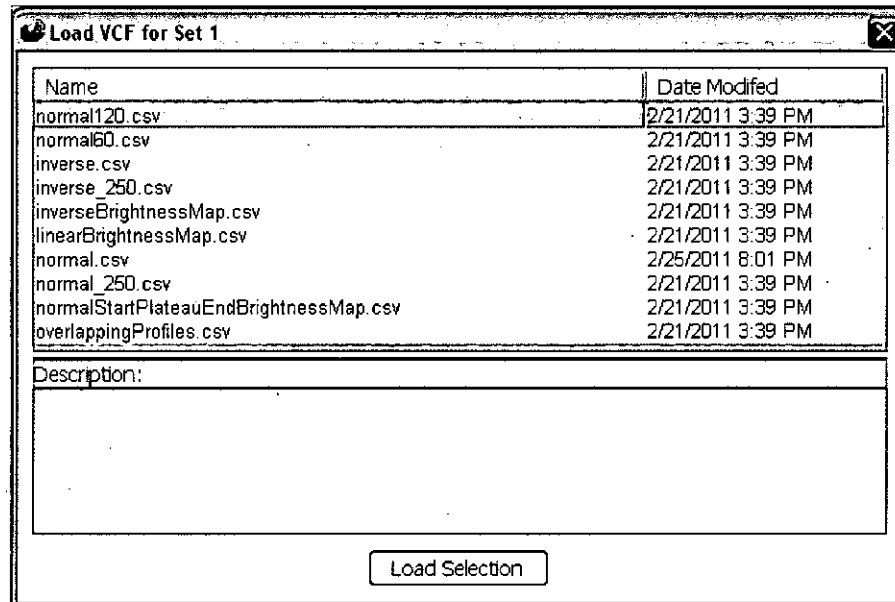 Load VCF for Set 1
Name Date Modifed
normal120.csv 2/21/2011 3:39 PM
normal60.csv 2/21/2011 3:39 PM
inverse.csv 2/21/2011 3:39 PM
inverse_250.csv 2/21/2011 3:39 PM
inverseBrightnessMap.csv 2/21/2011 3:39 PM
linearBrightnessMap.csv 2/21/2011 3:39 PM
normal.csv 2/25/2011 8:01 PM
normal_250.csv 2/21/2011 3:39 PM
normalStartPlateauEndBrightnessMap.csv 2/21/2011 3:39 PM
overlappingProfiles.csv 2/21/2011 3:39 PM
Description:
Load Selection